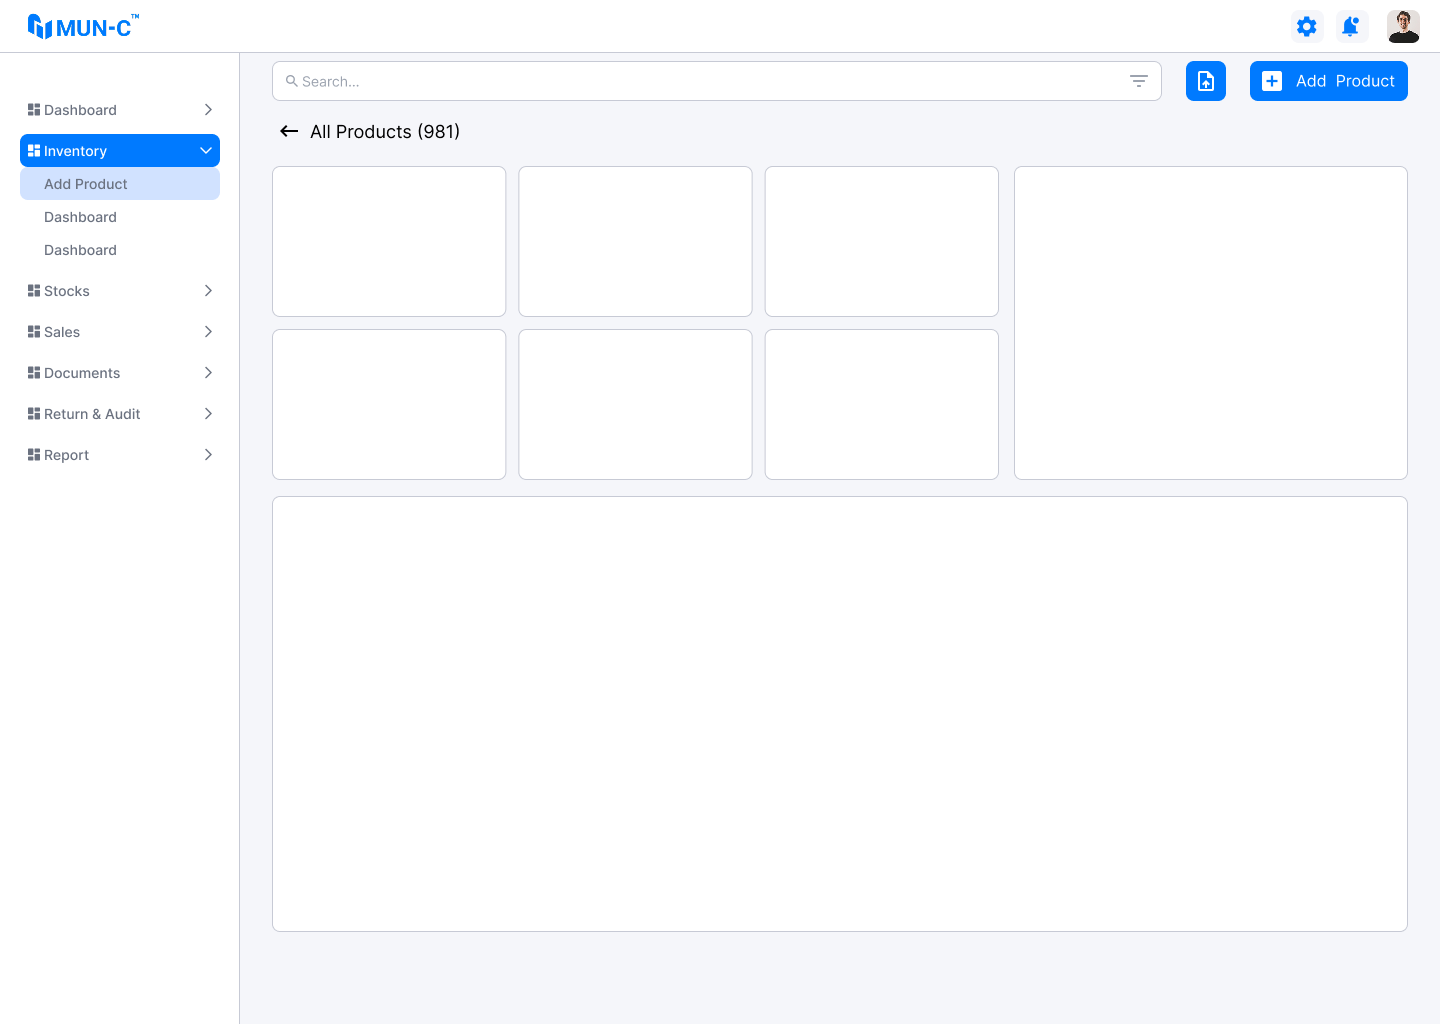 MUN-C™
Search...
Add Product
All Products (981)
Dashboard
Inventory
Add Product
Dashboard
Dashboard
Stocks
Sales
Documents
Return & Audit
Report